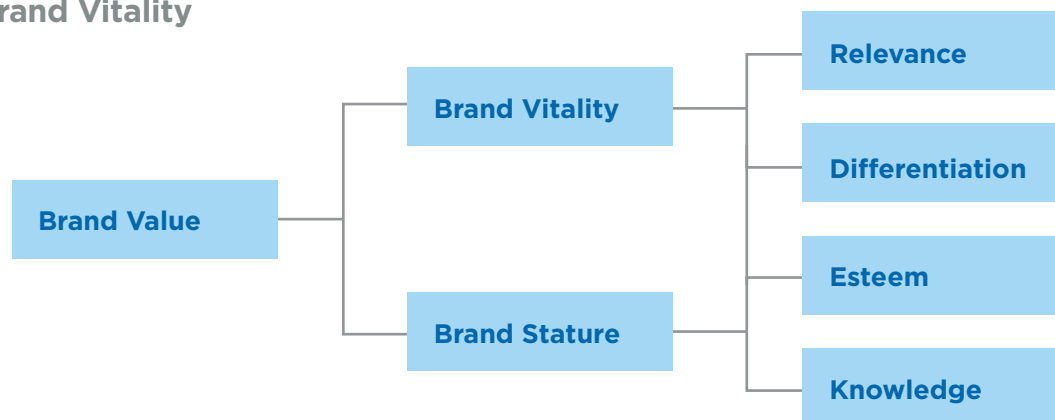 rand Vitality
Relevance
Brand Vitality
Differentiation
Brand Value
Esteem
Brand Stature
Knowledge